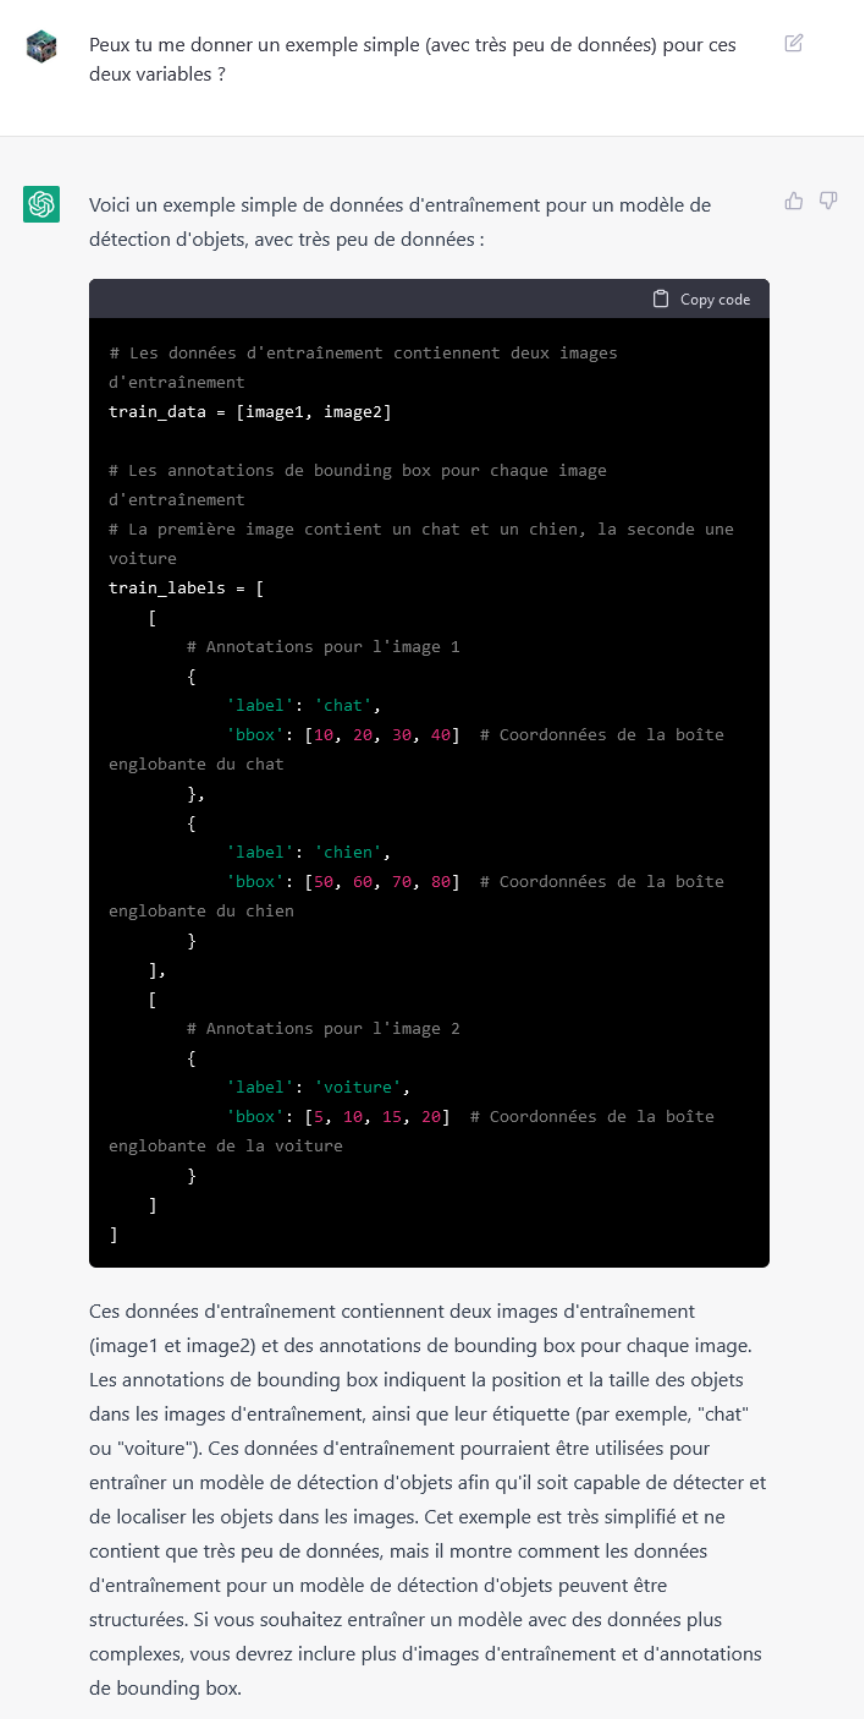 Peux tu me donner un exemple simple (avec très peu de données) pour ces
deux variables ?
Voici un exemple simple de données d'entraînement pour un modèle de
détection d'objets, avec très peu de données :
Copy code
# Les données d'entraînement contiennent deux images
d'entraînement
train_data = [image1, image2]
# Les annotations de bounding box pour chaque image
d'entraînement
# La première image contient un chat et un chien, la seconde une
voiture
train_labels = [
    [
        # Annotations pour l'image 1
        {
            'label': 'chat',
            'bbox': [10, 20, 30, 40]  # Coordonnées de la boîte
englobante du chat
        },
        {
            'label': 'chien',
            'bbox': [50, 60, 70, 80]  # Coordonnées de la boîte
englobante du chien
        }
    ],
    [
        # Annotations pour l'image 2
        {
            'label': 'voiture',
            'bbox': [5, 10, 15, 20]  # Coordonnées de la boîte
englobante de la voiture
        }
    ]
]
Ces données d'entraînement contiennent deux images d'entraînement
(image1 et image2) et des annotations de bounding box pour chaque image.
Les annotations de bounding box indiquent la position et la taille des objets
dans les images d'entraînement, ainsi que leur étiquette (par exemple, "chat"
ou "voiture"). Ces données d'entraînement pourraient être utilisées pour
entraîner un modèle de détection d'objets afin qu'il soit capable de détecter et
de localiser les objets dans les images. Cet exemple est très simplifié et ne
contient que très peu de données, mais il montre comment les données
d'entraînement pour un modèle de détection d'objets peuvent être
structurées. Si vous souhaitez entraîner un modèle avec des données plus
complexes, vous devrez inclure plus d'images d'entraînement et d'annotations
de bounding box.